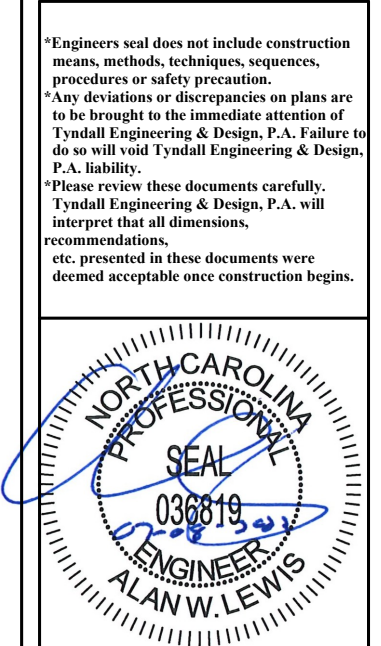 *Engineers seal does not include construction
means, methods, techniques, sequences,
procedures or safety precaution.
*Any deviations or discrepancies on plans are
to be brought to the immediate attention of
Tyndall Engineering & Design, P.A. Failure to
do so will void Tyndall Engineering & Design,
P.A. liability.
*Please review these documents carefully.
Tyndall Engineering & Design, P.A. will
interpret that all dimensions,
recommendations,
etc. presented in these documents were
deemed acceptable once construction begins.
NORTH CAROLINA
PROFESSIONAL
SEAL
036819
ENGINEER
ALAN W. LEWIS